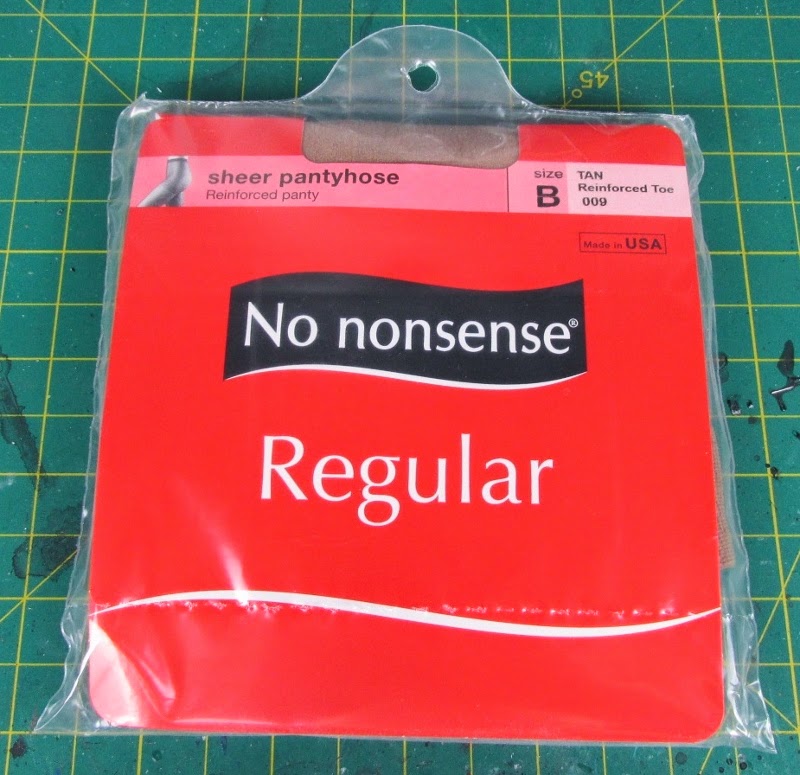 45°
sheer pantyhose
Reinforced panty
size
B
TAN
Reinforced Toe
009
Made in USA
No nonsense®
Regular